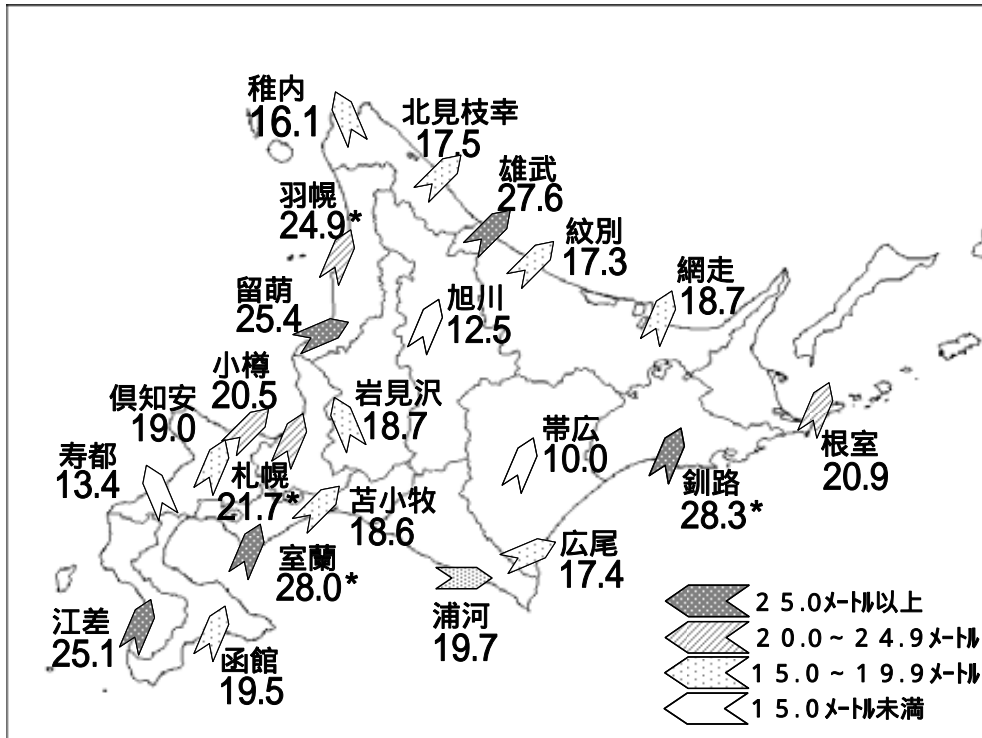 稚内
16.1
北見枝幸
17.5
雄武
27.6
羽幌
24.9*
紋別
17.3
網走
18.7
留萌
25.4
旭川
12.5
小樽
20.5
倶知安
19.0
岩見沢
18.7
寿都
13.4
札幌
21.7*
帯広
10.0
根室
20.9
釧路
28.3*
苫小牧
18.6
室蘭
28.0*
広尾
17.4
浦河
19.7
江差
25.1
函館
19.5
２５.0メートル以上
２０.０～２４.９メートル
１５.０～１９.９メートル
１５.０メートル未満